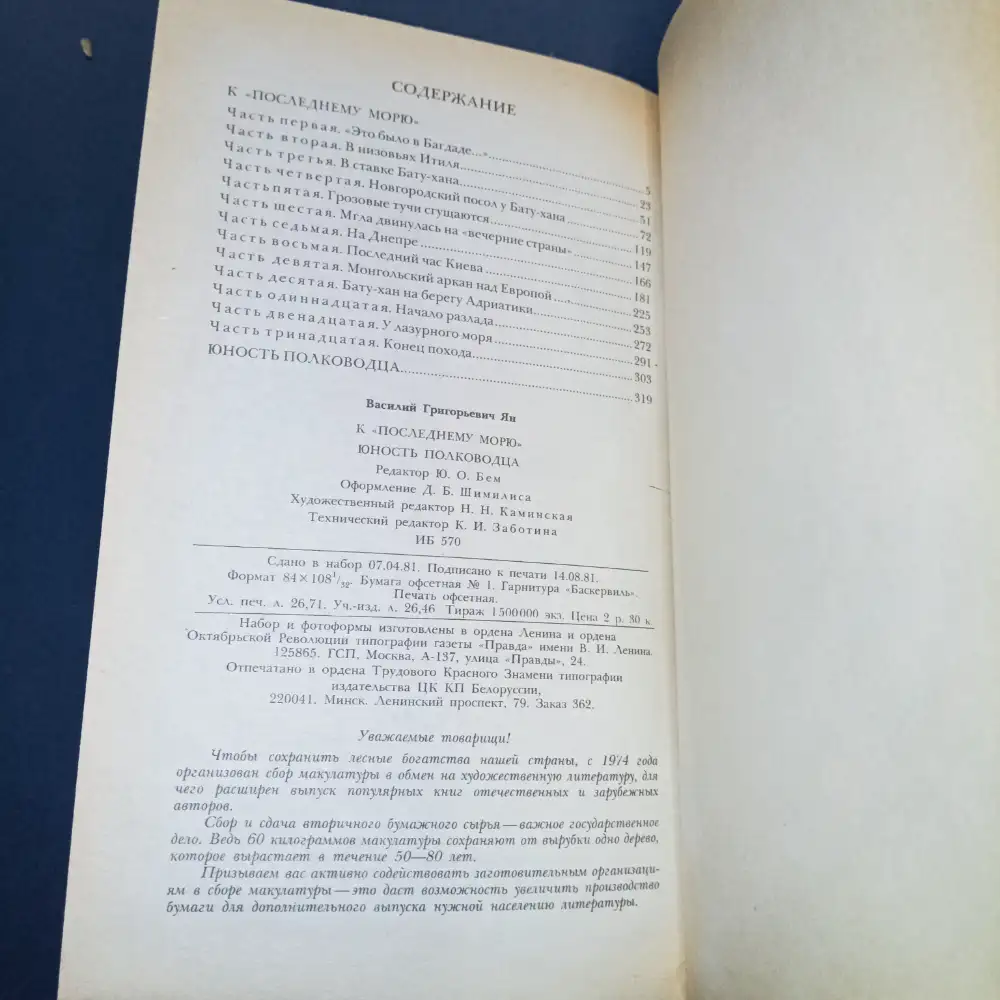 СОДЕРЖАНИЕ
К «ПОСЛЕДНЕМУ МОРЮ»
Часть первая. «Это было в Багдаде...» 5
Часть вторая. В низовьях Итиля 23
Часть третья. В ставке Бату-хана 51
Часть четвертая. Новгородский посол у Бату-хана 72
Часть пятая. Грозовые тучи сгущаются 119
Часть шестая. Мгла двинулась на «вечерние страны» 147
Часть седьмая. На Днепре 166
Часть восьмая. Последний час Киева 181
Часть девятая. Монгольский аркан над Европой 225
Часть десятая. Бату-хан на берегу Адриатики 253
Часть одиннадцатая. Начало разлада 272
Часть двенадцатая. У лазурного моря 291
Часть тринадцатая. Конец похода 303
ЮНОСТЬ ПОЛКОВОДЦА 319
Василий Григорьевич Ян
К «ПОСЛЕДНЕМУ МОРЮ»
ЮНОСТЬ ПОЛКОВОДЦА
Редактор Ю. О. Бем
Оформление Д. Б. Шимилиса
Художественный редактор Н. Н. Каминская
Технический редактор К. И. Заботина
ИБ 570
Сдано в набор 07.04.81. Подписано к печати 14.08.81.
Формат 84×108 1/32. Бумага офсетная № 1. Гарнитура «Баскервиль».
Печать офсетная.
Усл. печ. л. 26,71. Уч.-изд. л. 26,46 Тираж 1 500 000 экз. Цена 2 р. 30 к.
Набор и фотоформы изготовлены в ордена Ленина и ордена
Октябрьской Революции типографии газеты «Правда» имени В. И. Ленина.
125865. ГСП, Москва, А-137, улица «Правды», 24.
Отпечатано в ордена Трудового Красного Знамени типографии
издательства ЦК КП Белоруссии,
220041. Минск. Ленинский проспект, 79. Заказ 362.
Уважаемые товарищи!
Чтобы сохранить лесные богатства нашей страны, с 1974 года
организован сбор макулатуры в обмен на художественную литературу, для
чего расширен выпуск популярных книг отечественных и зарубежных
авторов.
Сбор и сдача вторичного бумажного сырья—важное государственное
дело. Ведь 60 килограммов макулатуры сохраняют от вырубки одно дерево,
которое вырастает в течение 50—80 лет.
Призываем вас активно содействовать заготовительным организаци-
ям в сборе макулатуры—это даст возможность увеличить производство
бумаги для дополнительного выпуска нужной населению литературы.